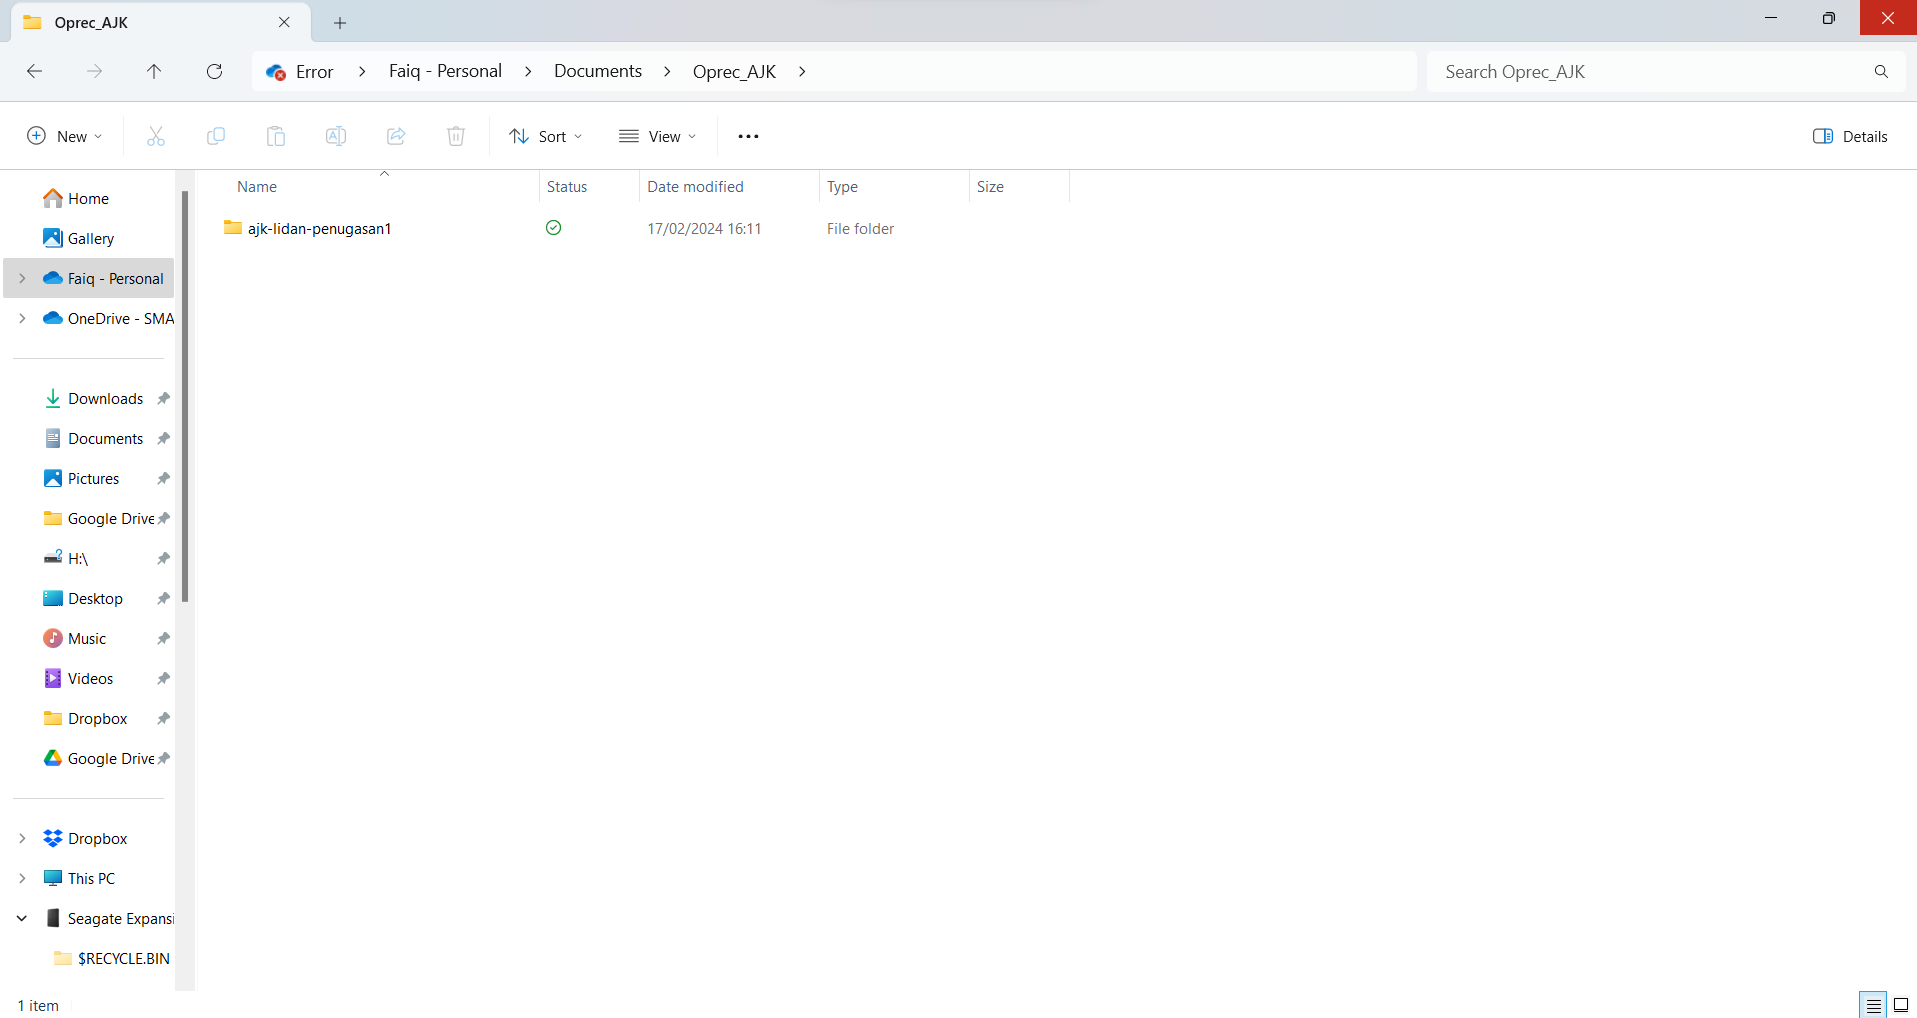 Oprec_AJK
Error > Faiq - Personal > Documents > Oprec_AJK >
Search Oprec_AJK
New
Sort
View
Details
Name
Status
Date modified
Type
Size
ajk-lidan-penugasan1
17/02/2024 16:11
File folder
Home
Gallery
Faiq - Personal
OneDrive - SMA
Downloads
Documents
Pictures
Google Drive
H:\
Desktop
Music
Videos
Dropbox
Google Drive
Dropbox
This PC
Seagate Expansi
$RECYCLE.BIN
1 item